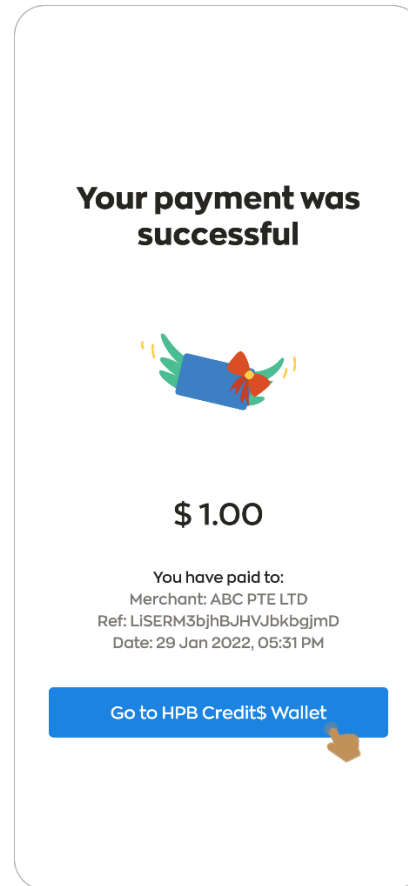 Your payment was
successful
$ 1.00
You have paid to:
Merchant: ABC PTE LTD
Ref: LiSERM3bjhBJHVJbkbgjmD
Date: 29 Jan 2022, 05:31 PM
Go to HPB Credit$ Wallet